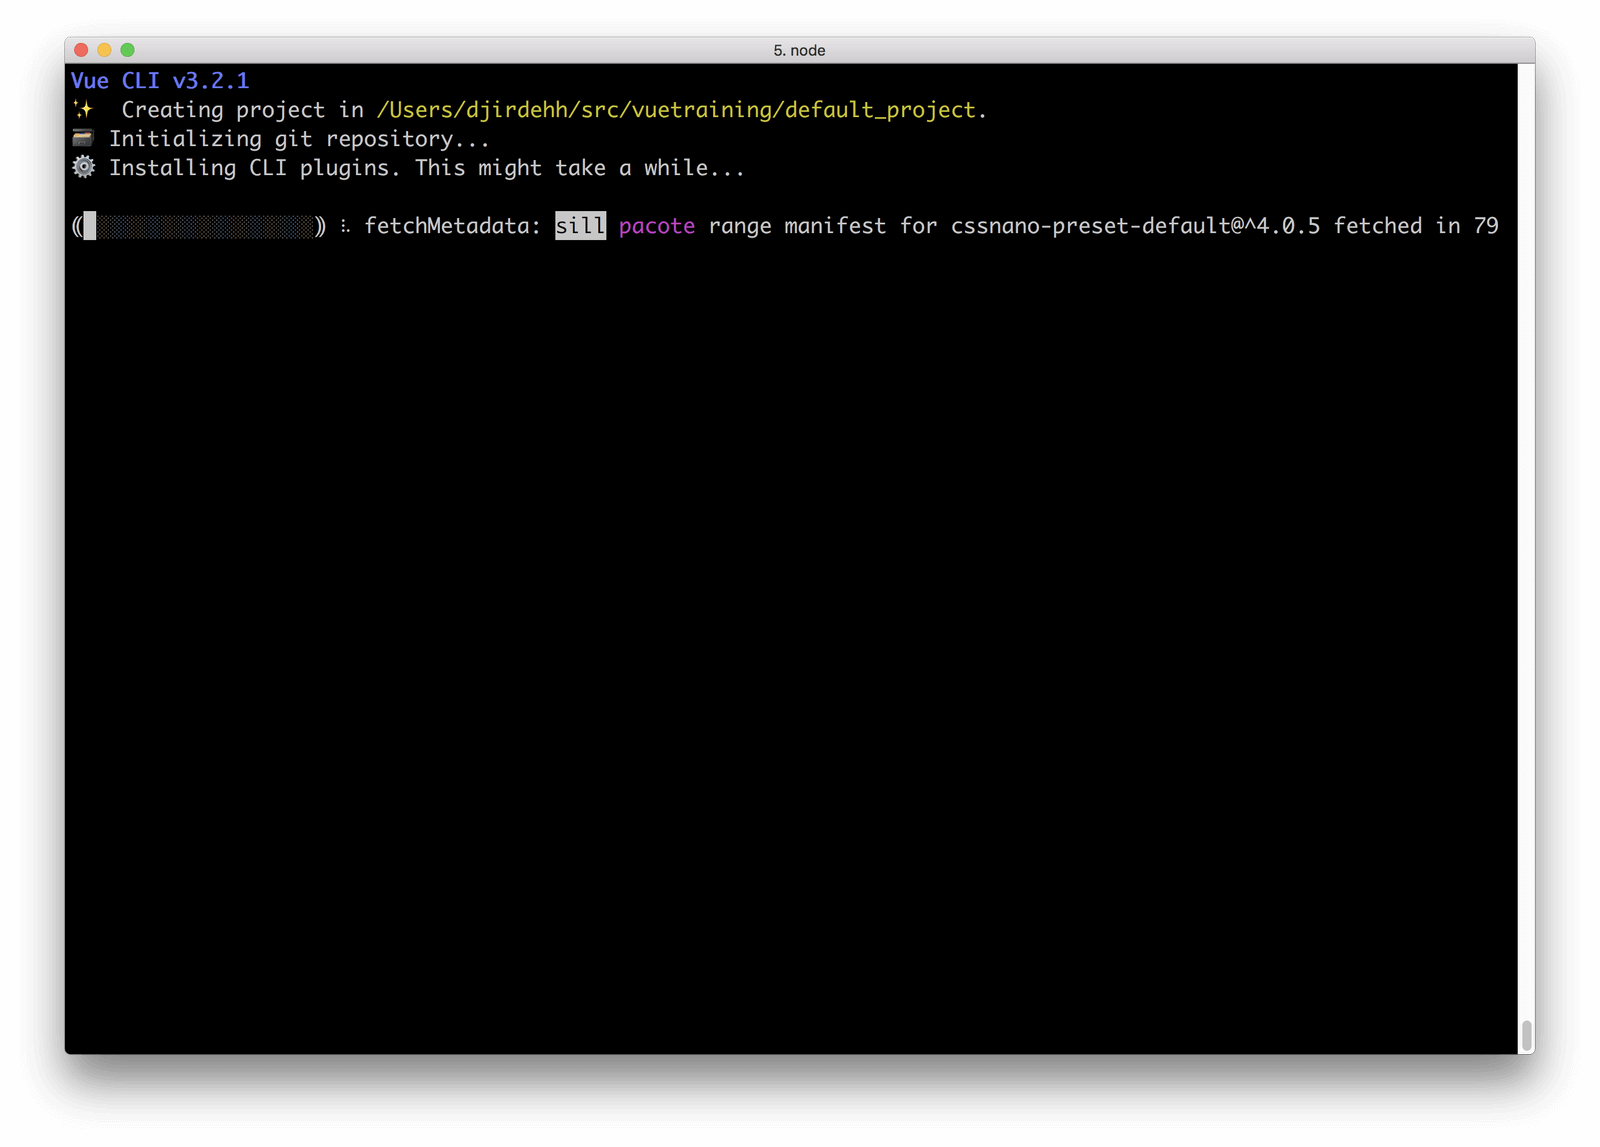 5. node
Vue CLI v3.2.1
✨  Creating project in /Users/djirdehh/src/vuetraining/default_project.
🗃 Initializing git repository...
⚙ Installing CLI plugins. This might take a while...
(█░░░░░░░░░░░░░░░░░) ⠧ fetchMetadata: sill pacote range manifest for cssnano-preset-default@^4.0.5 fetched in 79